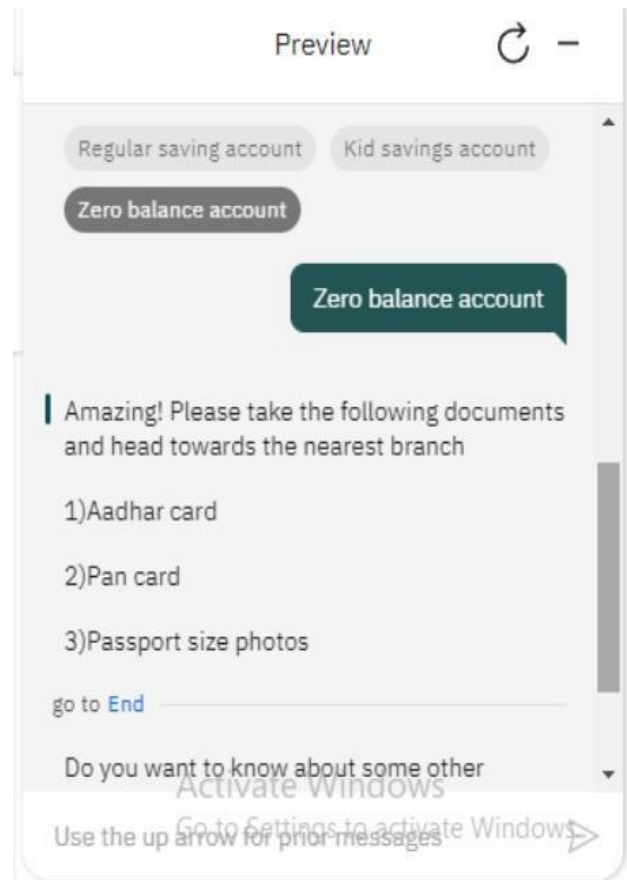 Preview
Regular saving account Kid savings account
Zero balance account
Zero balance account
Amazing! Please take the following documents
and head towards the nearest branch
1)Aadhar card
2)Pan card
3)Passport size photos
go to End
Do you want to know about some other
Activate Windows
Use the up arrow for prior messages
Go to Settings to activate Windows.